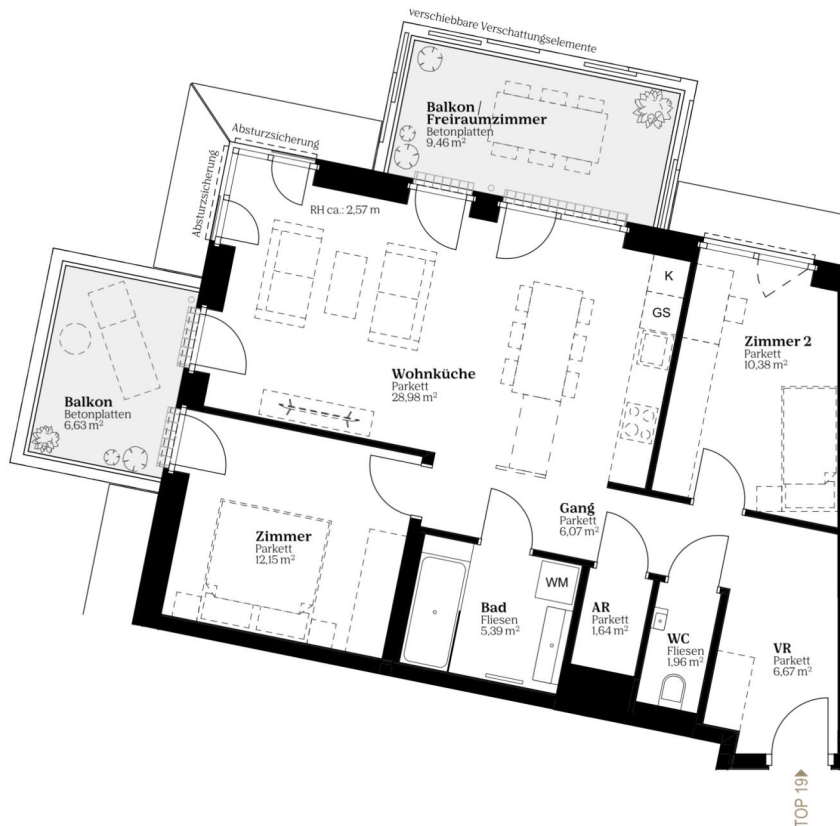 verschiebbare Verschattungselemente
Balkon
Freiraumzimmer
Betonplatten
9,46 m²
Absturzsicherung
Absturzsicherung
RH ca.: 2,57 m
K
GS
Zimmer 2
Parkett
10,38 m²
Wohnküche
Parkett
28,98 m²
Balkon
Betonplatten
6,63 m²
Gang
Parkett
6,07 m²
Zimmer
Parkett
12,15 m²
WM
Bad
Fliesen
5,39 m²
AR
Parkett
1,64 m²
WC
Fliesen
1,96 m²
VR
Parkett
6,67 m²
TOP 19